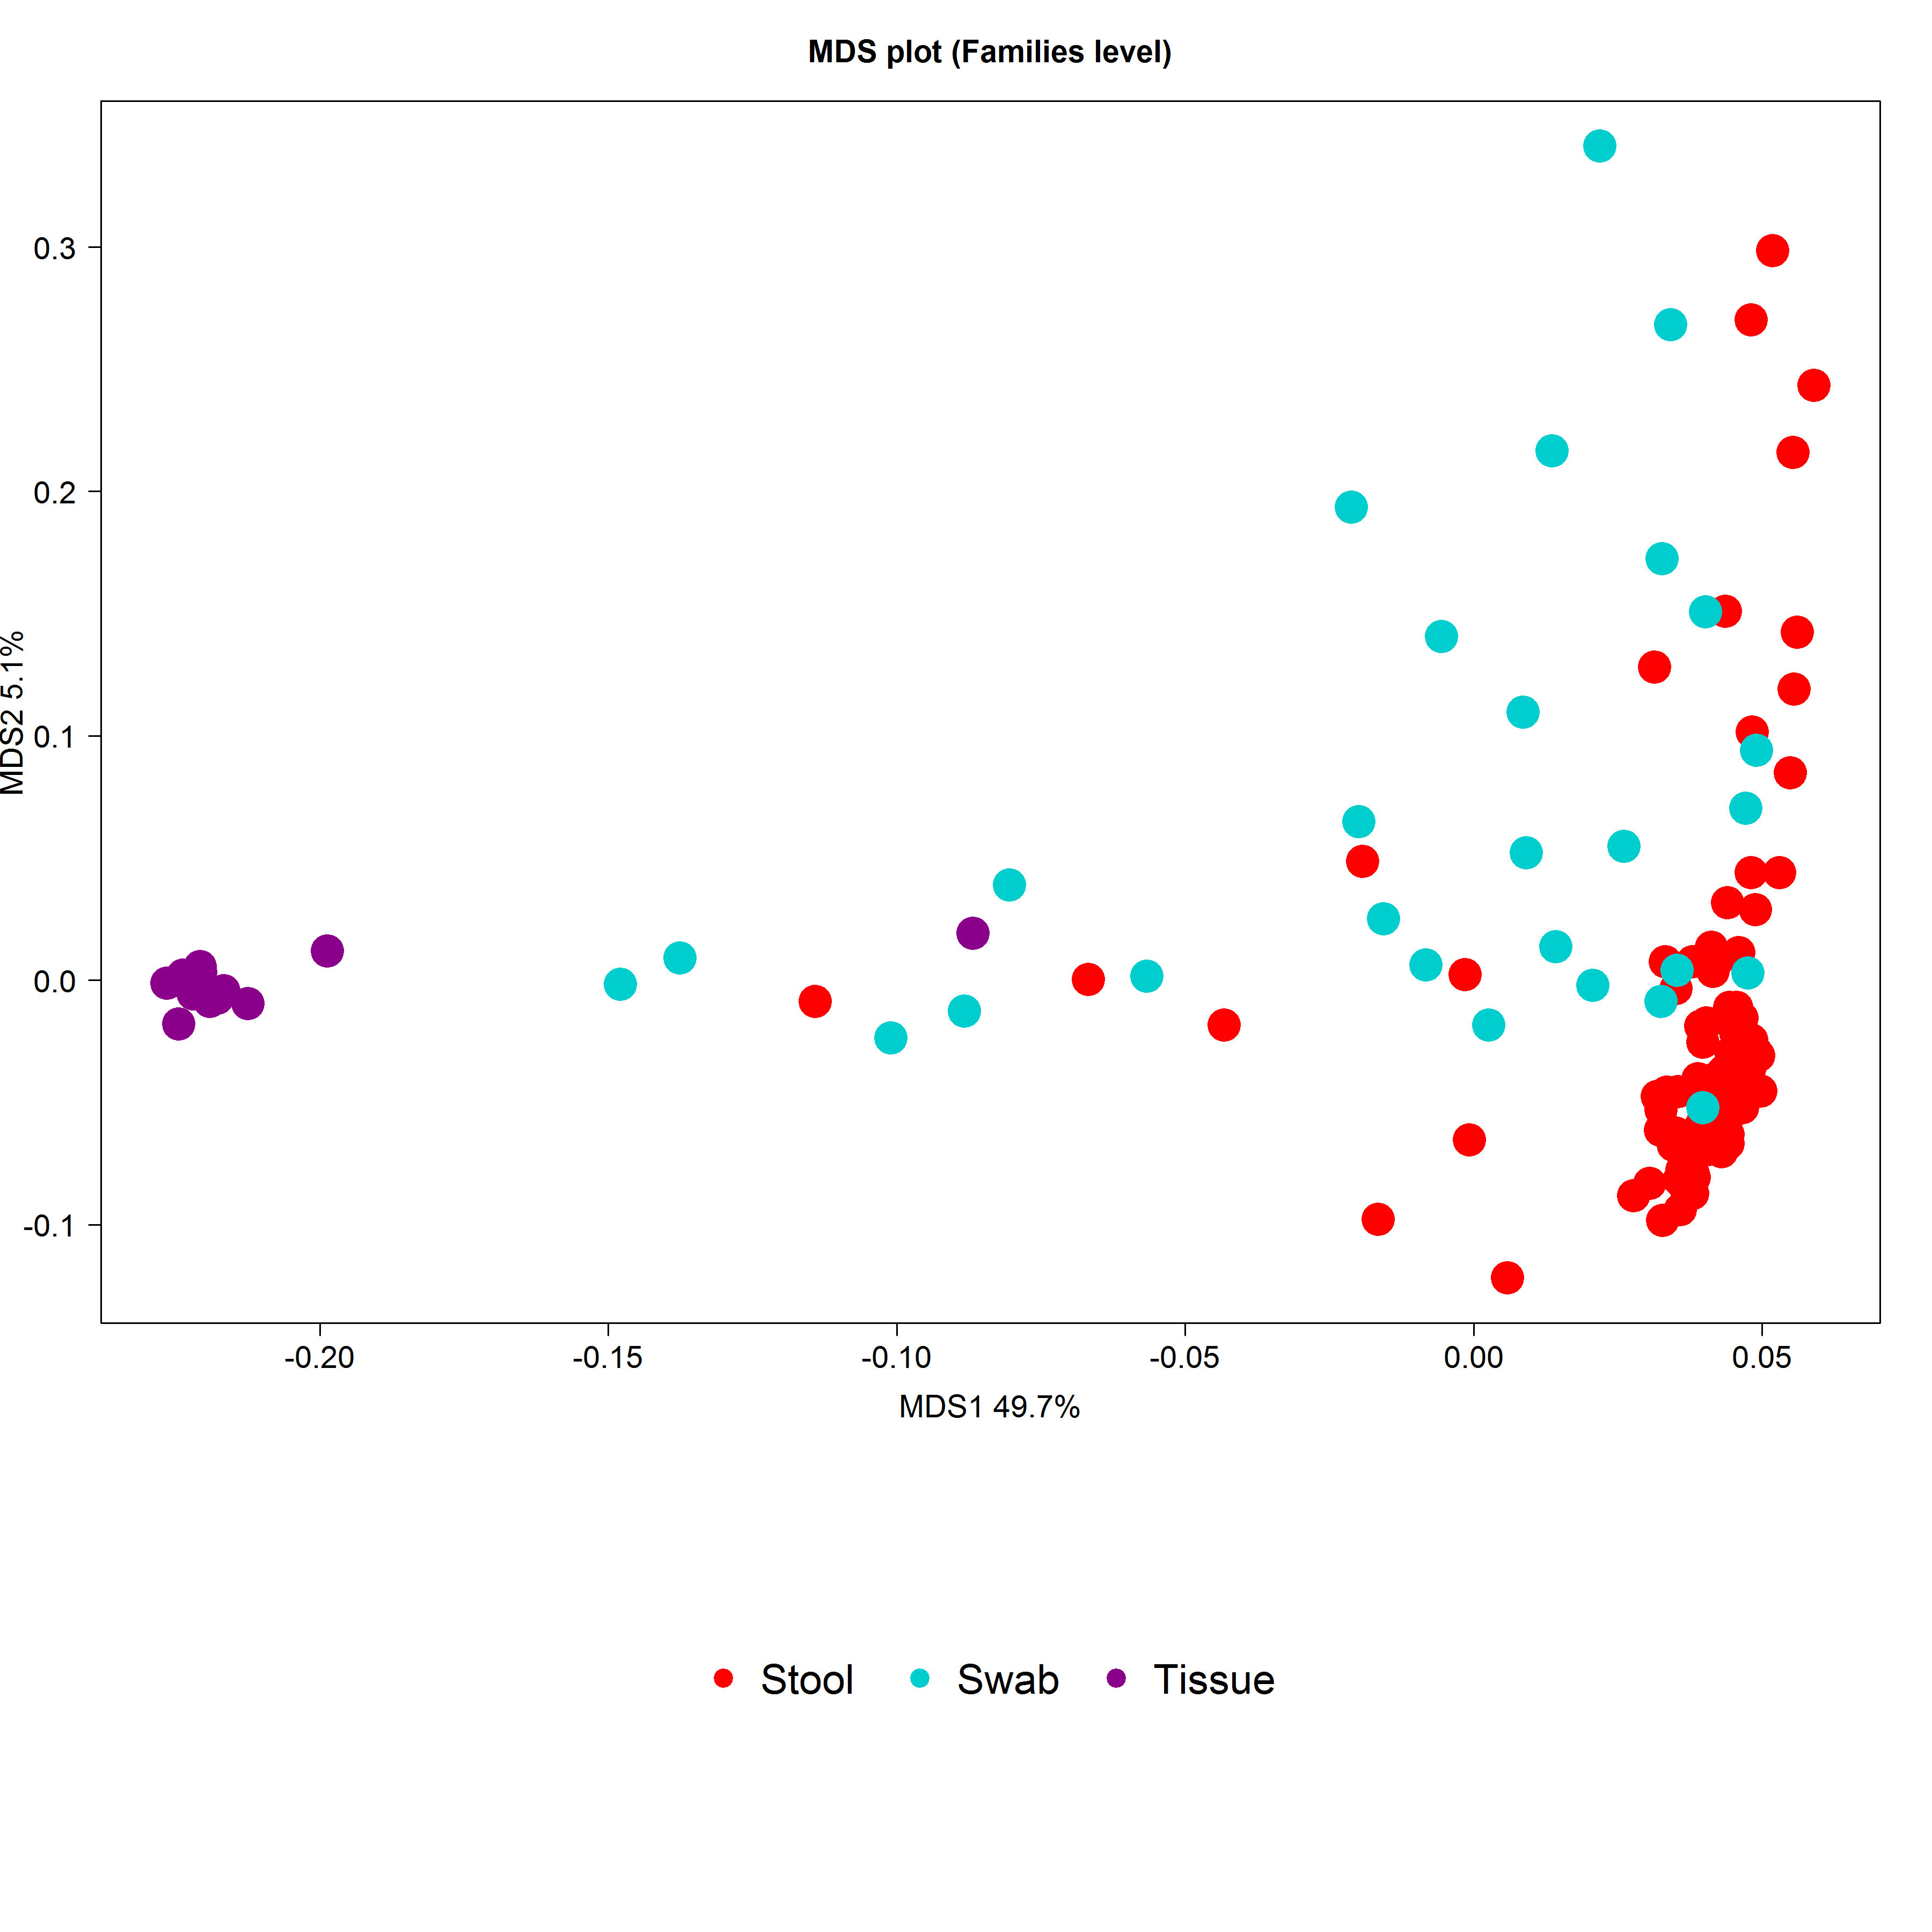 MDS plot (Families level)
0.3
0.2
0.1
0.0
-0.1
MDS2 5.1%
-0.20 -0.15 -0.10 -0.05 0.00 0.05
MDS1 49.7%
Stool Swab Tissue